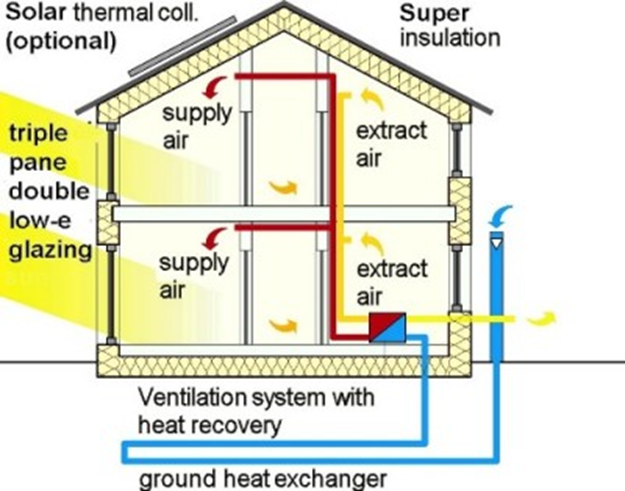 Solar thermal coll.
(optional)
Super
insulation
supply
air
extract
air
triple
pane
double
low-e
glazing
supply
air
extract
air
Ventilation system with
heat recovery
ground heat exchanger